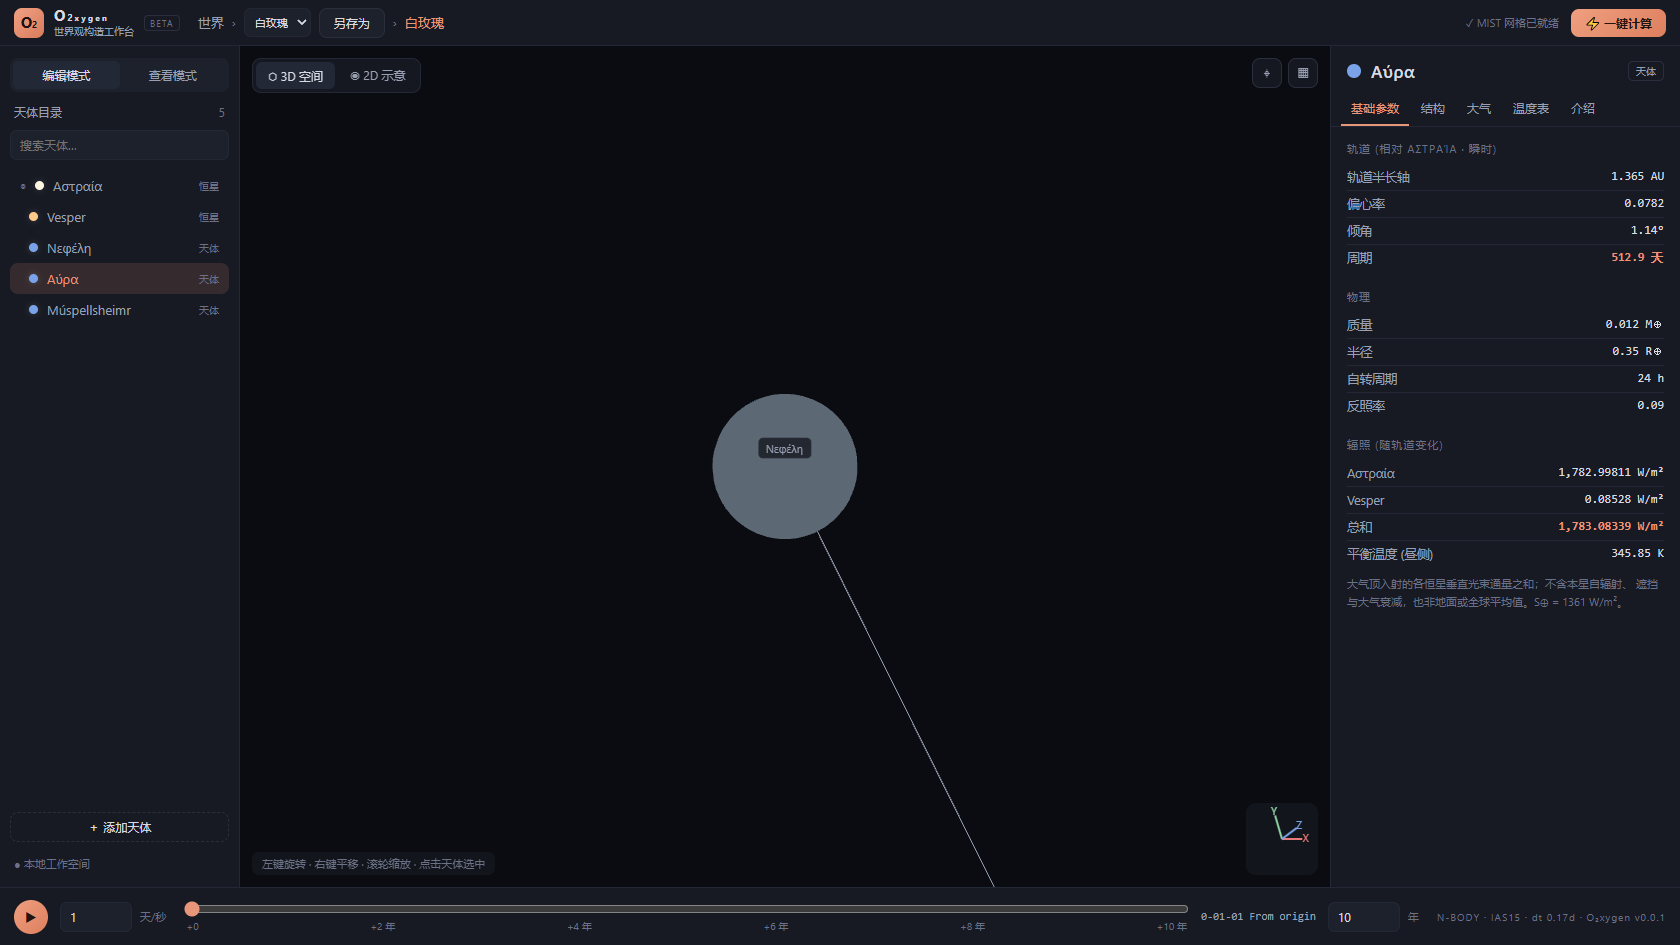 O₂ O₂xygen BETA 世界 › 白玫瑰 另存为 › 白玫瑰 ✓ MIST 网格已就绪 ⚡ 一键计算
世界观构造工作台
编辑模式 查看模式
天体目录 5
搜索天体...
Αστραία 恒星
Vesper 恒星
Νεφέλη 天体
Αύρα 天体
Múspellsheimr 天体
+ 添加天体
本地工作空间
3D 空间 2D 示意
Νεφέλη
左键旋转 · 右键平移 · 滚轮缩放 · 点击天体选中
Y
Z
X
Αύρα 天体
基础参数 结构 大气 温度表 介绍
轨道 (相对 ΑΣΤΡΑΊΑ · 瞬时)
轨道半长轴 1.365 AU
偏心率 0.0782
倾角 1.14°
周期 512.9 天
物理
质量 0.012 M⊕
半径 0.35 R⊕
自转周期 24 h
反照率 0.09
辐照 (随轨道变化)
Αστραία 1,782.99811 W/m²
Vesper 0.08528 W/m²
总和 1,783.08339 W/m²
平衡温度 (昼侧) 345.85 K
大气顶入射的各恒星垂直光束通量之和；不含本星自辐射、 遮挡
与大气衰减，也非地面或全球平均值。S⊕ = 1361 W/m²。
1 天/秒 0-01-01 From origin 10 年 N-BODY · IAS15 · dt 0.17d · O₂xygen v0.0.1
+0 +2 年 +4 年 +6 年 +8 年 +10 年